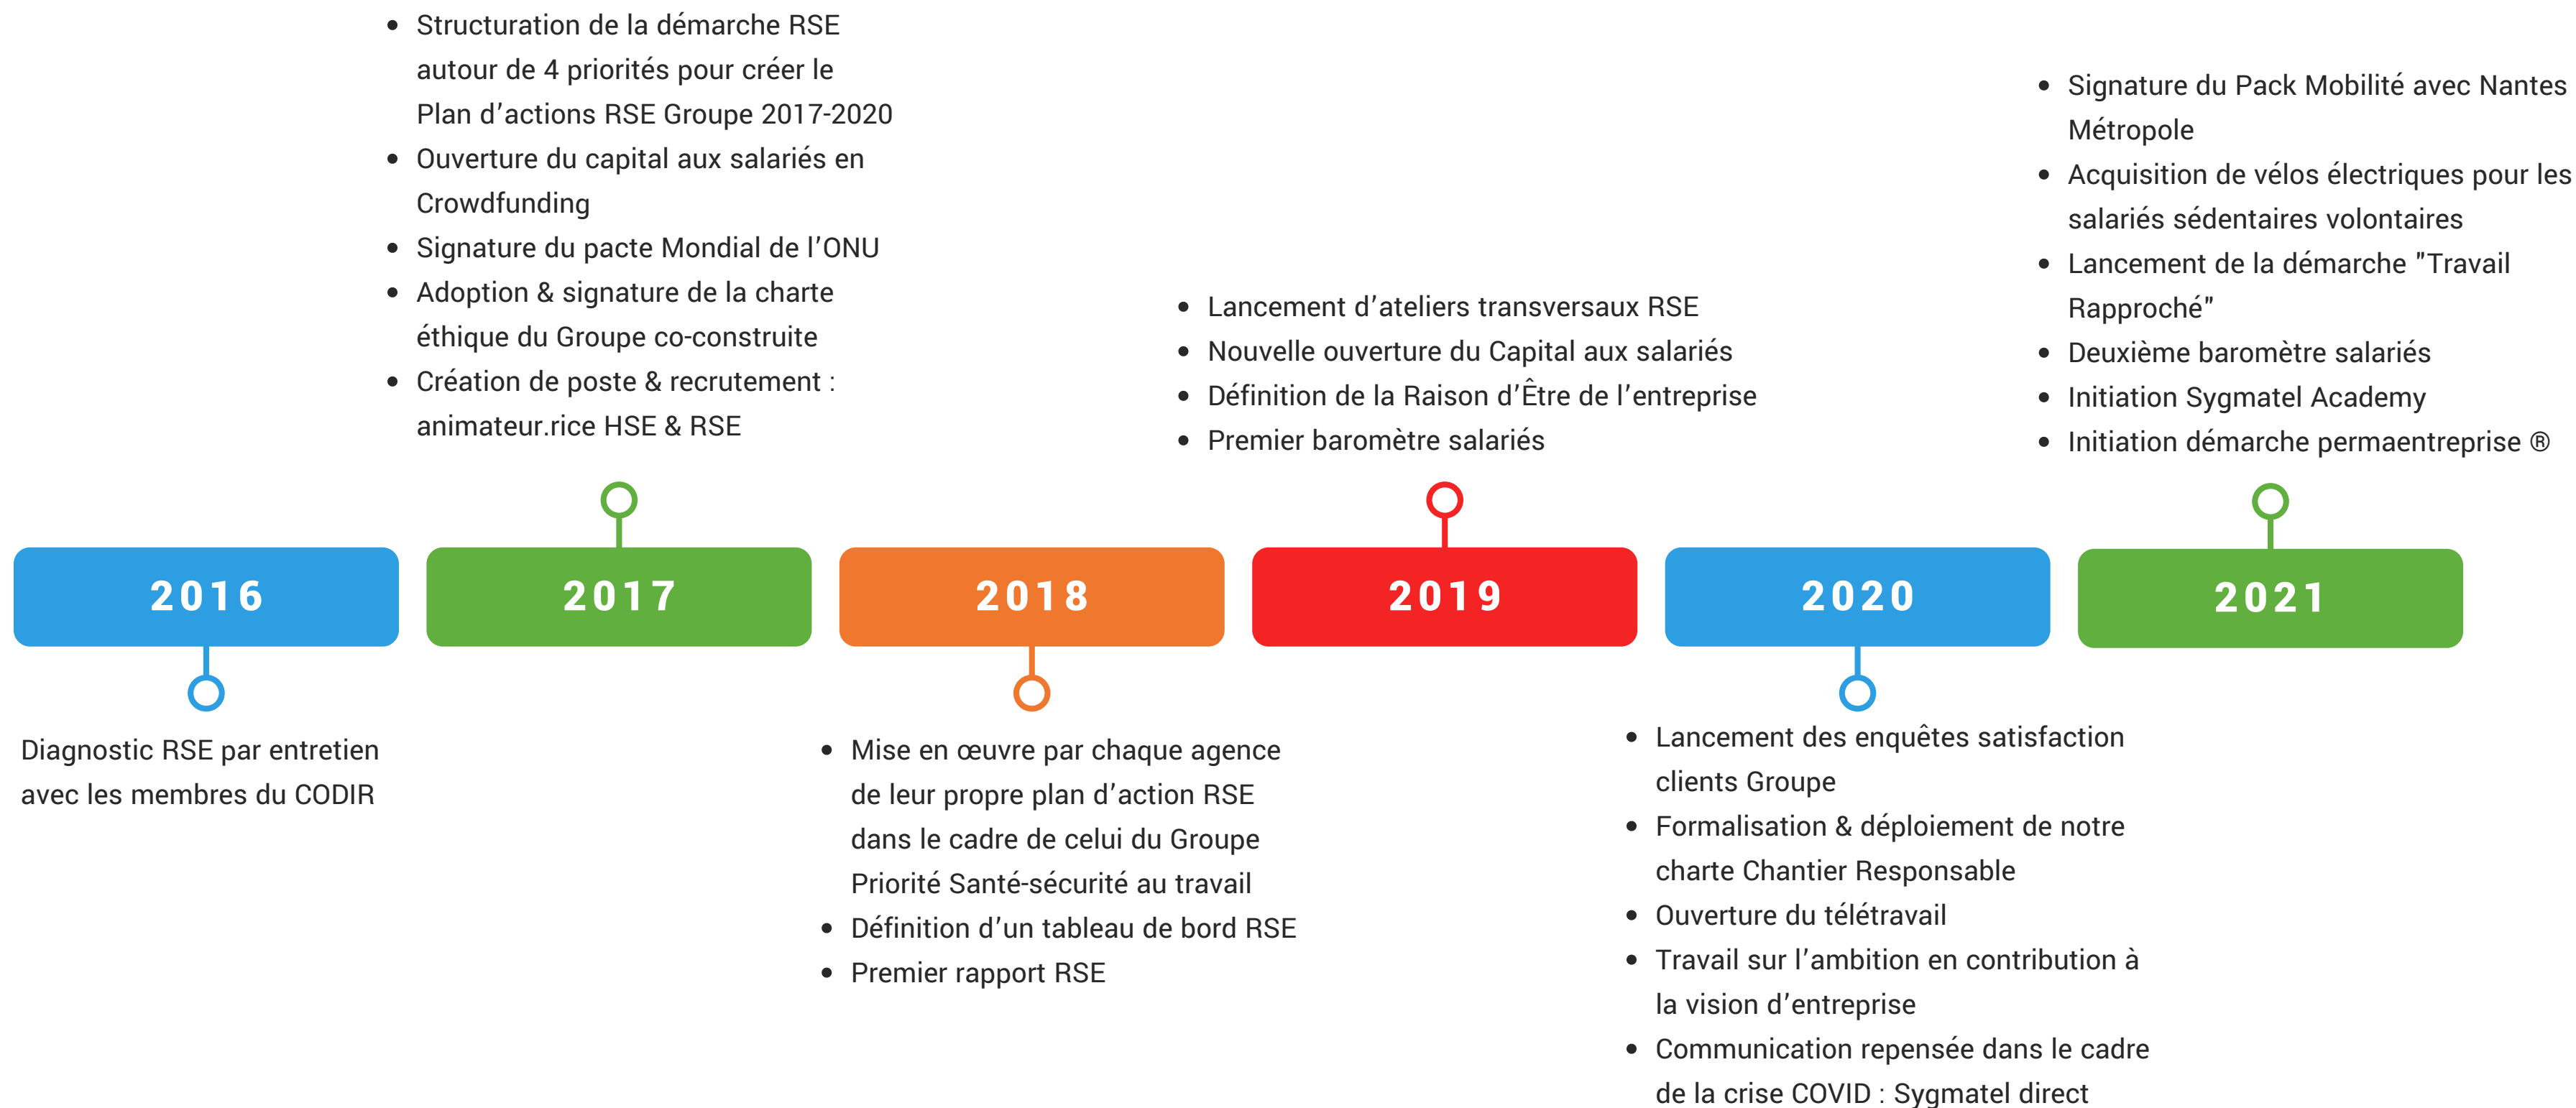 • Structuration de la démarche RSE
autour de 4 priorités pour créer le
Plan d’actions RSE Groupe 2017-2020
• Ouverture du capital aux salariés en
Crowdfunding
• Signature du pacte Mondial de l’ONU
• Adoption & signature de la charte
éthique du Groupe co-construite
• Création de poste & recrutement :
animateur.rice HSE & RSE
• Lancement d’ateliers transversaux RSE
• Nouvelle ouverture du Capital aux salariés
• Définition de la Raison d’Être de l’entreprise
• Premier baromètre salariés
• Signature du Pack Mobilité avec Nantes
Métropole
• Acquisition de vélos électriques pour les
salariés sédentaires volontaires
• Lancement de la démarche "Travail
Rapproché"
• Deuxième baromètre salariés
• Initiation Sygmatel Academy
• Initiation démarche permaentreprise ®
2016
2017
2018
2019
2020
2021
Diagnostic RSE par entretien
avec les membres du CODIR
• Mise en œuvre par chaque agence
de leur propre plan d’action RSE
dans le cadre de celui du Groupe
Priorité Santé-sécurité au travail
• Définition d’un tableau de bord RSE
• Premier rapport RSE
• Lancement des enquêtes satisfaction
clients Groupe
• Formalisation & déploiement de notre
charte Chantier Responsable
• Ouverture du télétravail
• Travail sur l’ambition en contribution à
la vision d’entreprise
• Communication repensée dans le cadre
de la crise COVID : Sygmatel direct